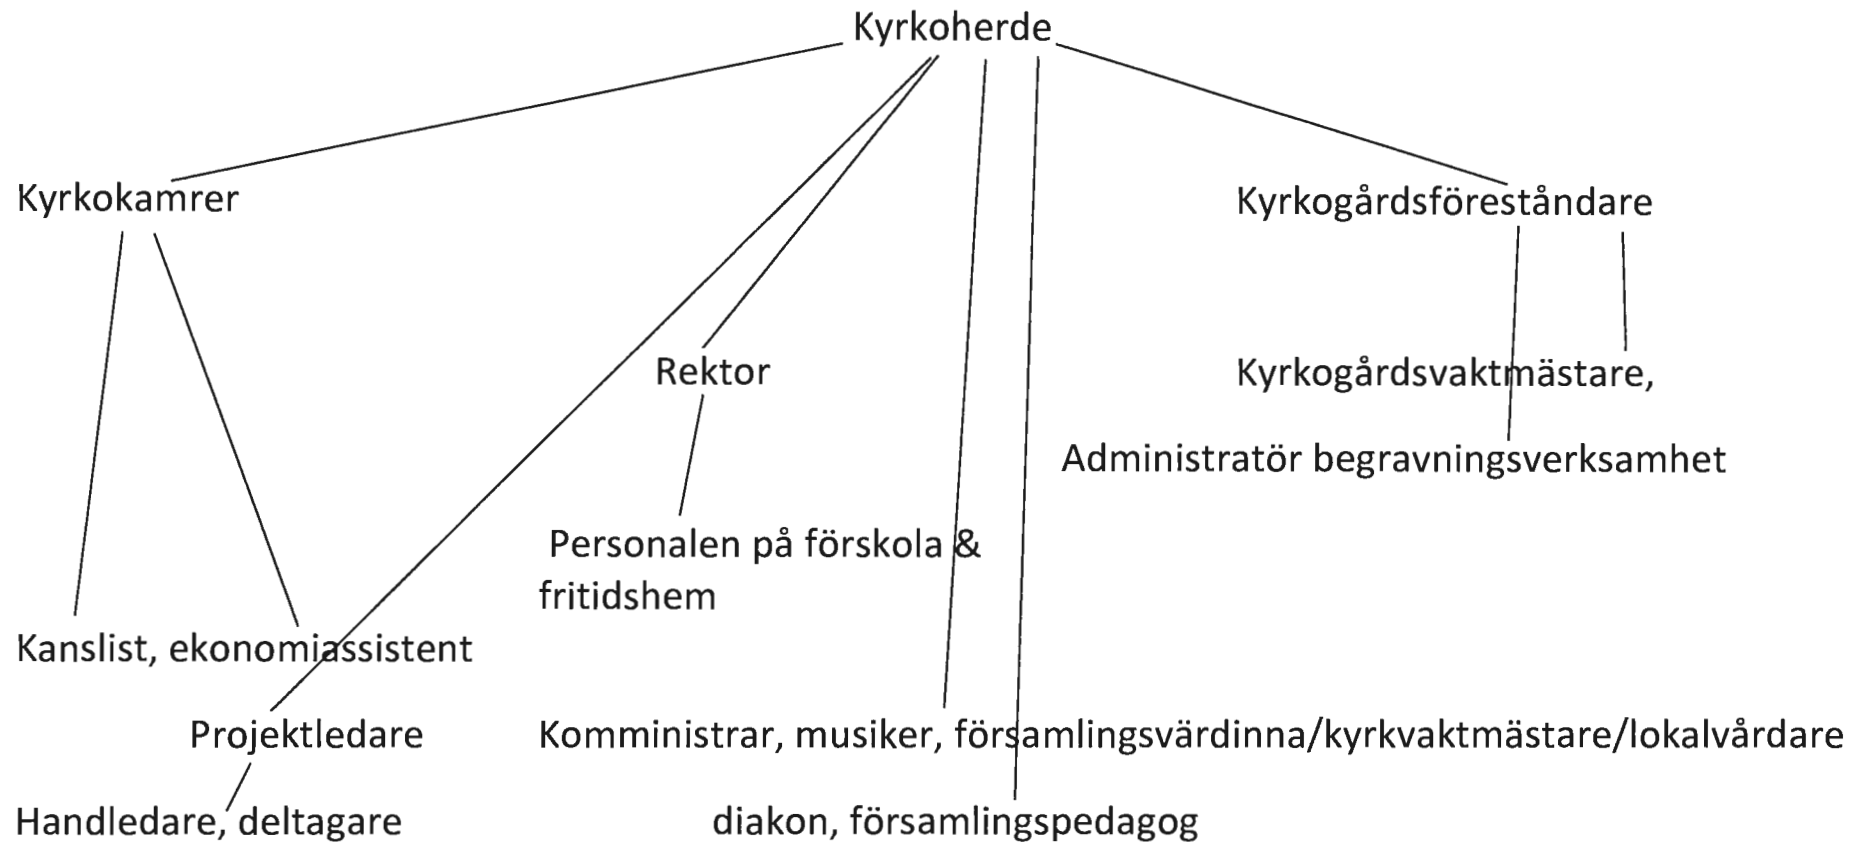 Kyrkoherde
Kyrkokamrer
Kyrkogårdsföreståndare
Rektor
Kyrkogårdsvaktmästare,
Administratör begravningsverksamhet
Personalen på förskola &
fritidshem
Kanslist, ekonomiassistent
Projektledare
Komministrar, musiker, församlingsvärdinna/kyrkvaktmästare/lokalvårdare
Handledare, deltagare
diakon, församlingspedagog